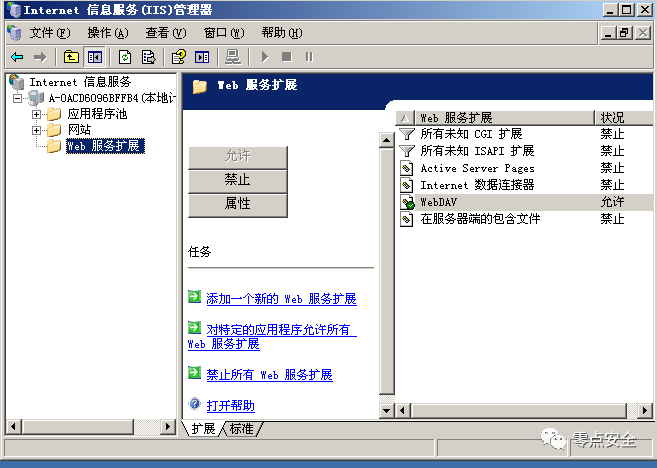 Internet 信息服务(IIS)管理器
文件(F) 操作(A) 查看(V) 窗口(W) 帮助(H)
Internet 信息服务
A-0ACD6096BFFB4(本地计
应用程序池
网站
Web 服务扩展
Web 服务扩展
允许
禁止
属性
任务
添加一个新的 Web 服务扩展
对特定的应用程序允许所有
Web 服务扩展
禁止所有 Web 服务扩展
打开帮助
Web 服务扩展 状况
所有未知 CGI 扩展 禁止
所有未知 ISAPI 扩展 禁止
Active Server Pages 禁止
Internet 数据连接器 禁止
WebDAV 允许
在服务器端的包含文件 禁止
扩展 标准
零点安全